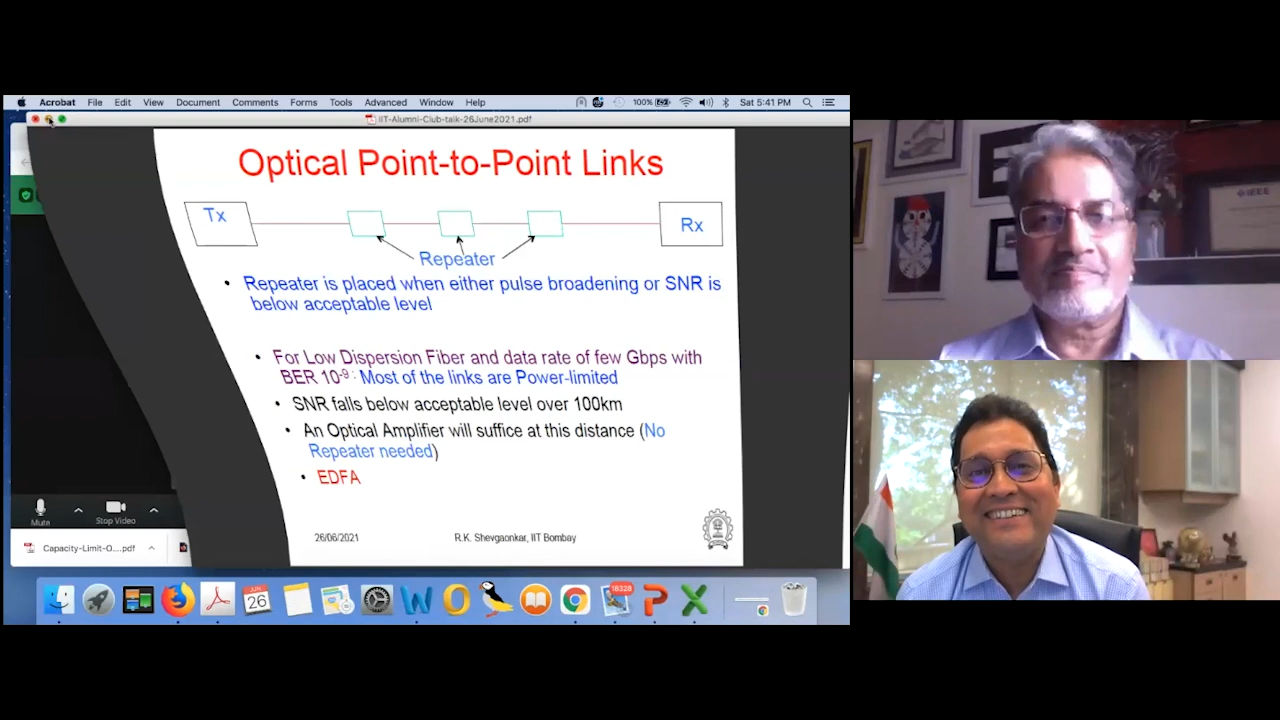 Acrobat File Edit View Document Comments Forms Tools Advanced Window Help 100% Sat 5:41 PM
IIT-Alumni-Club-talk-26June2021.pdf
Optical Point-to-Point Links
Tx
Rx
Repeater
• Repeater is placed when either pulse broadening or SNR is
below acceptable level
• For Low Dispersion Fiber and data rate of few Gbps with
BER 10-9 : Most of the links are Power-limited
• SNR falls below acceptable level over 100km
• An Optical Amplifier will suffice at this distance (No
Repeater needed)
• EDFA
26/06/2021 R.K. Shevgaonkar, IIT Bombay
Mute Stop Video
Capacity-Limit-O....pdf
JUN
26
18328
IEEE